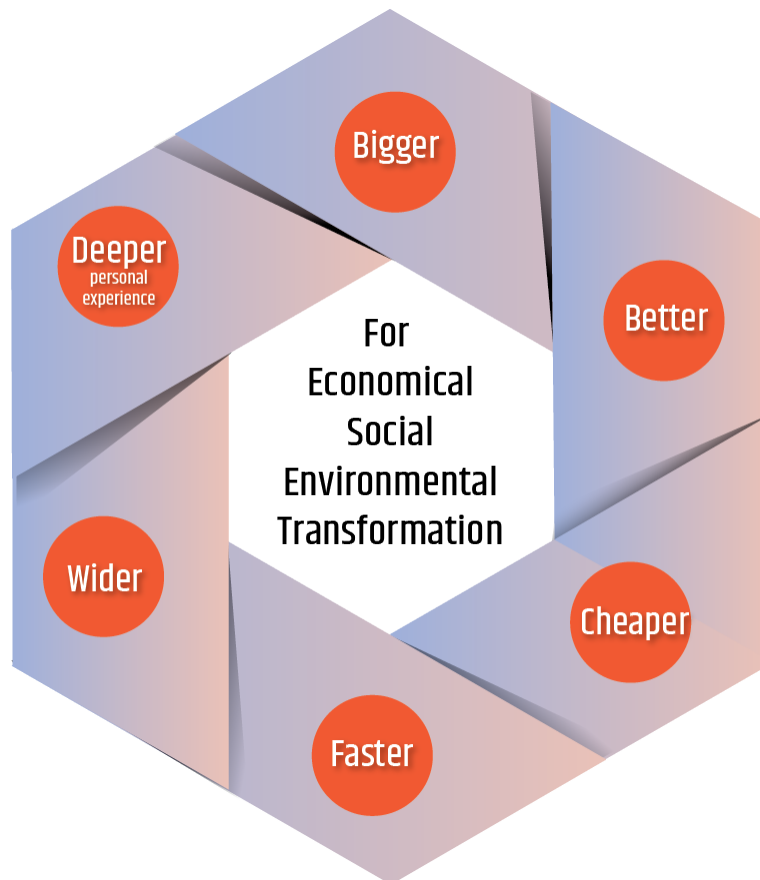 Bigger
Better
Cheaper
Faster
Wider
Deeper
personal
experience
For
Economical
Social
Environmental
Transformation